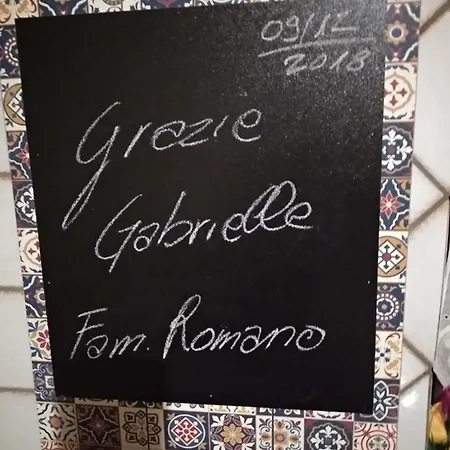 09/12
2018
Grazie
Gabrielle
Fam. Romano